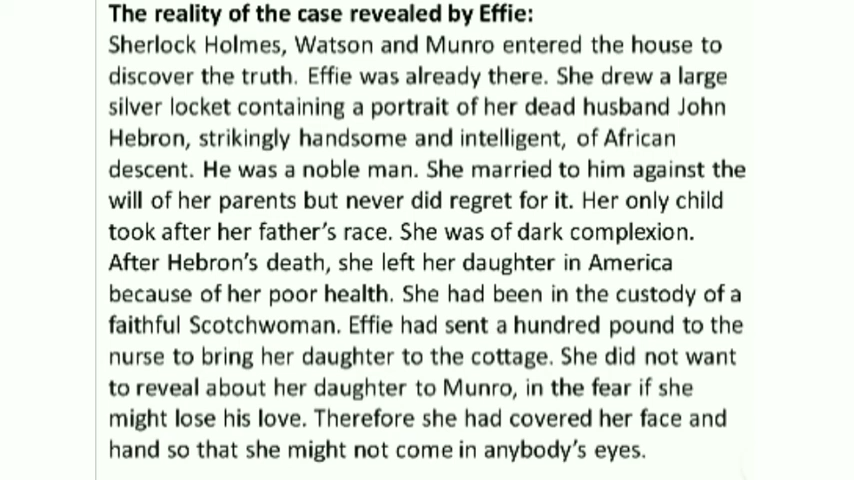 The reality of the case revealed by Effie:
Sherlock Holmes, Watson and Munro entered the house to
discover the truth. Effie was already there. She drew a large
silver locket containing a portrait of her dead husband John
Hebron, strikingly handsome and intelligent, of African
descent. He was a noble man. She married to him against the
will of her parents but never did regret for it. Her only child
took after her father’s race. She was of dark complexion.
After Hebron’s death, she left her daughter in America
because of her poor health. She had been in the custody of a
faithful Scotchwoman. Effie had sent a hundred pound to the
nurse to bring her daughter to the cottage. She did not want
to reveal about her daughter to Munro, in the fear if she
might lose his love. Therefore she had covered her face and
hand so that she might not come in anybody’s eyes.